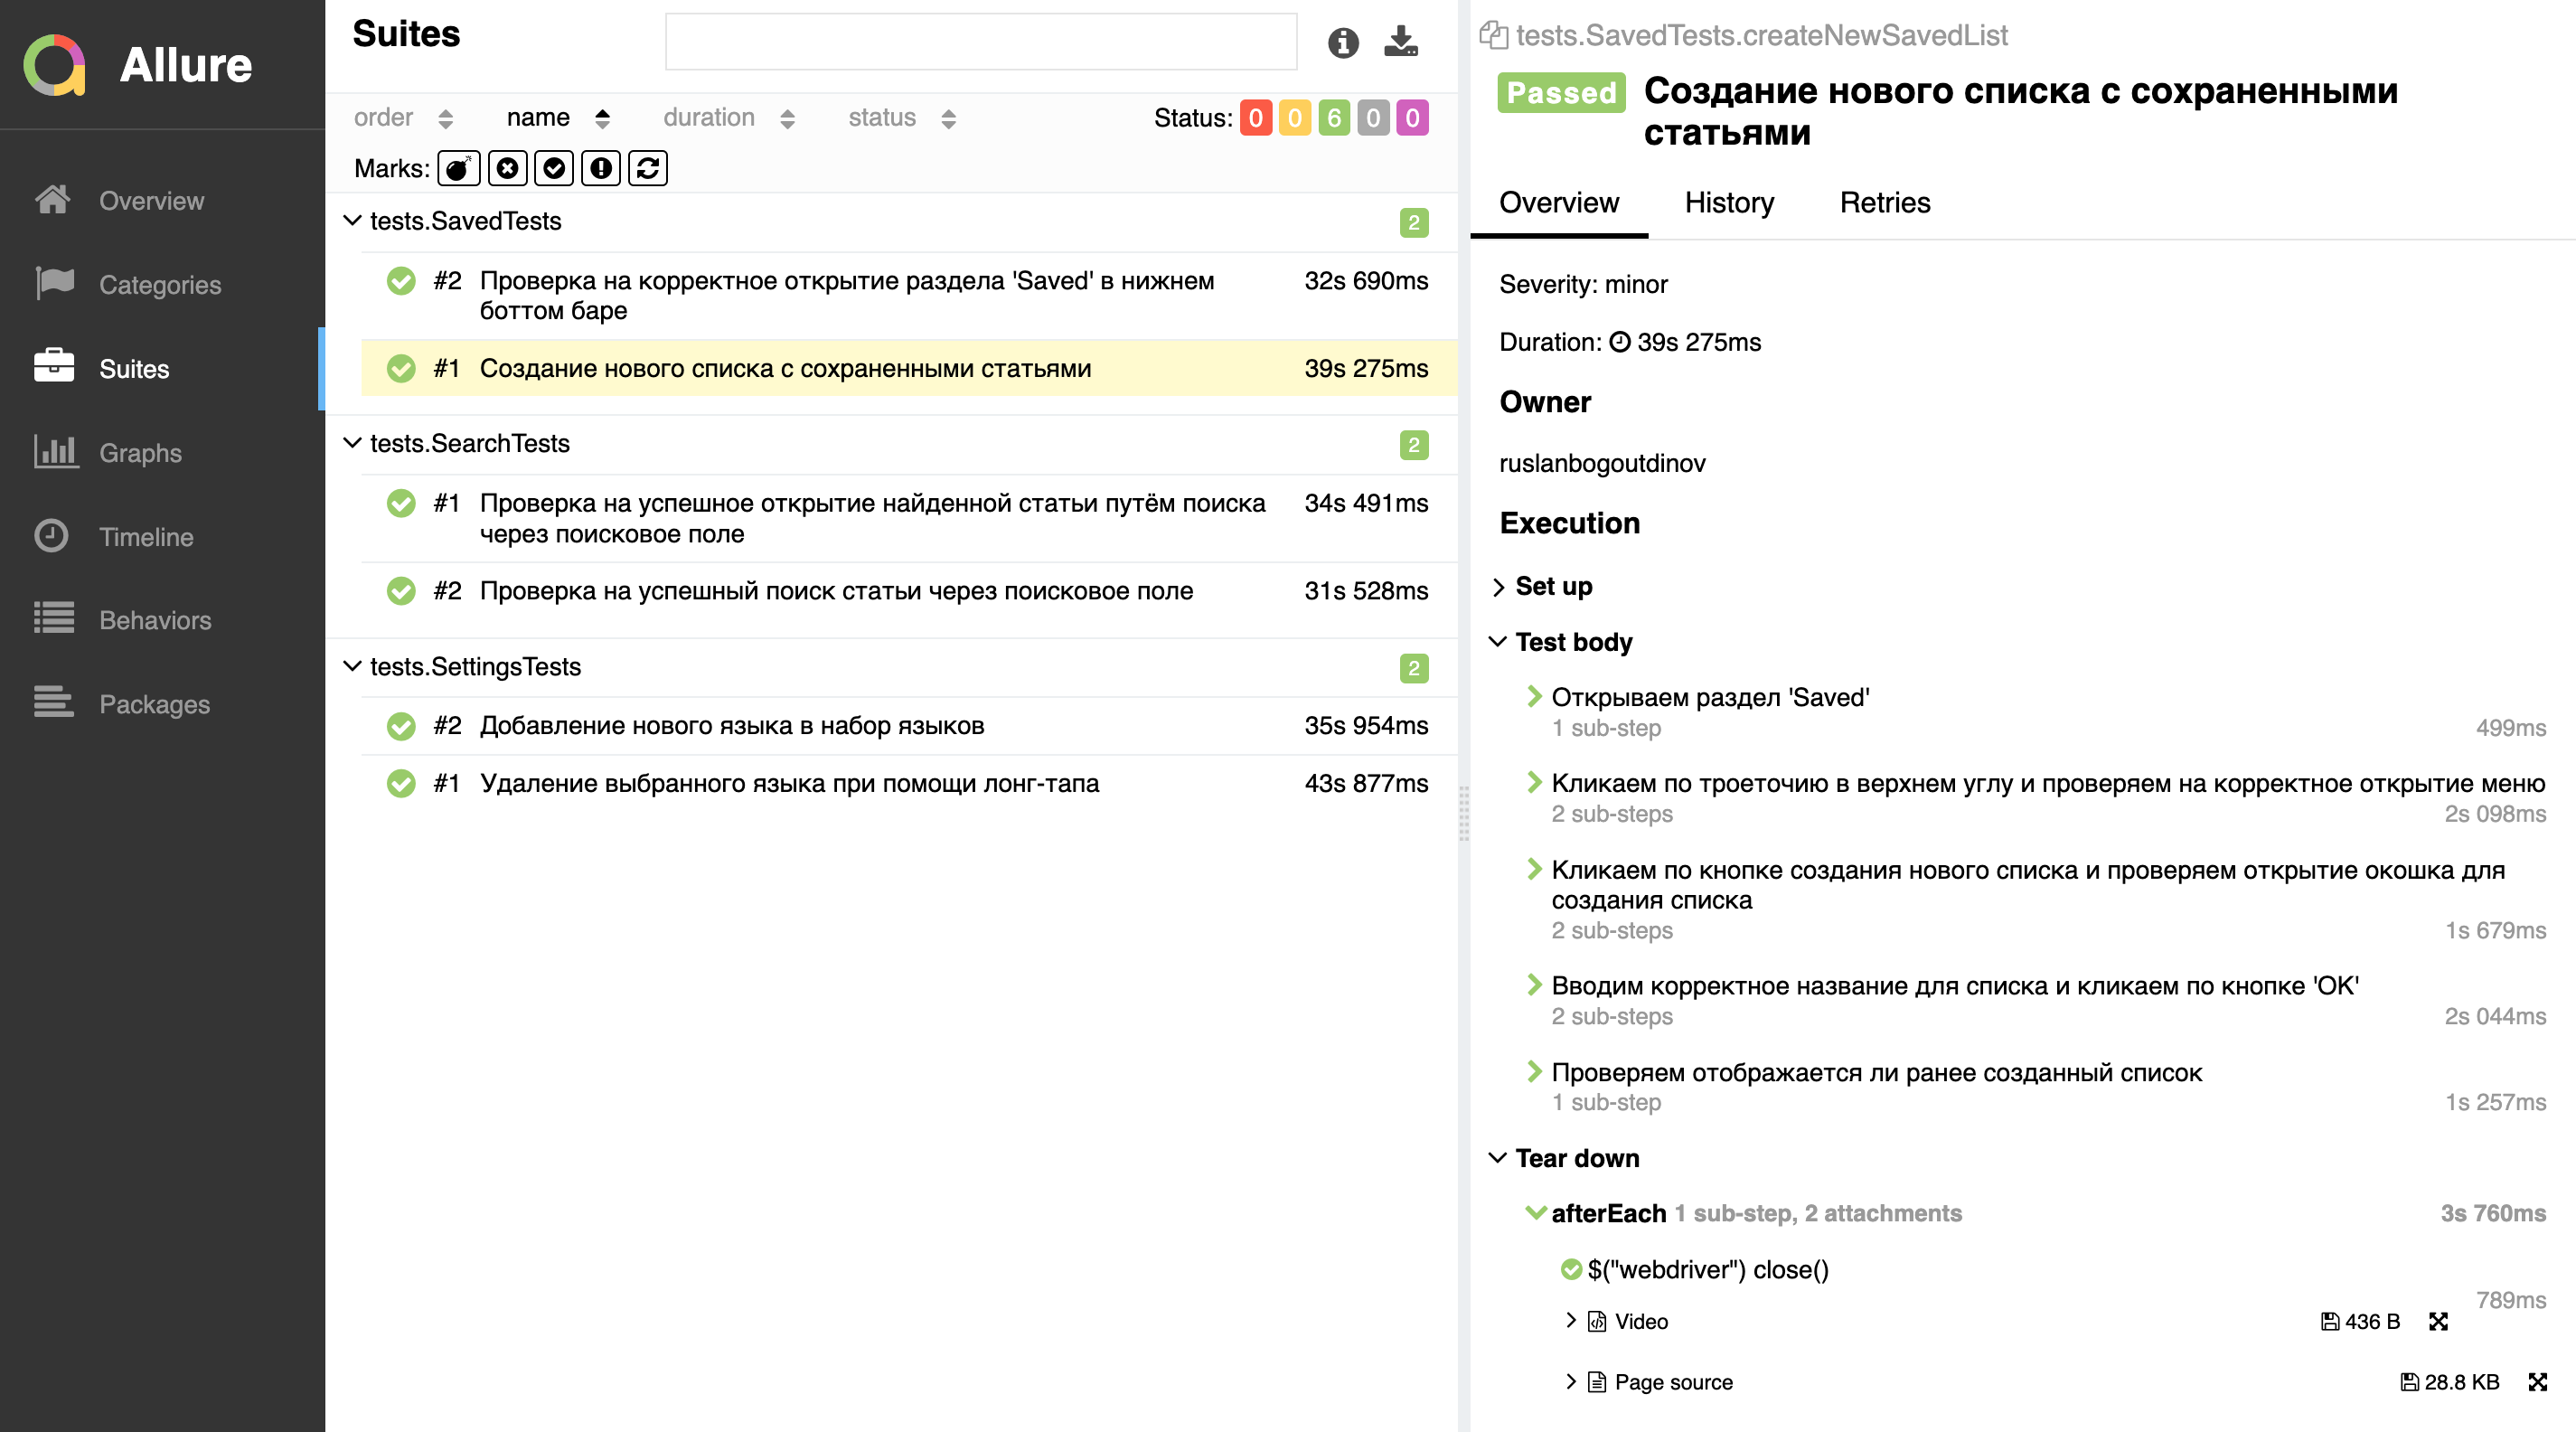 Allure
Overview
Categories
Suites
Graphs
Timeline
Behaviors
Packages
Suites
order name duration status Status: 0 0 6 0 0
Marks:
tests.SavedTests 2
#2 Проверка на корректное открытие раздела 'Saved' в нижнем 32s 690ms
боттом баре
#1 Создание нового списка с сохраненными статьями 39s 275ms
tests.SearchTests 2
#1 Проверка на успешное открытие найденной статьи путём поиска 34s 491ms
через поисковое поле
#2 Проверка на успешный поиск статьи через поисковое поле 31s 528ms
tests.SettingsTests 2
#2 Добавление нового языка в набор языков 35s 954ms
#1 Удаление выбранного языка при помощи лонг-тапа 43s 877ms
tests.SavedTests.createNewSavedList
Passed Создание нового списка с сохраненными
статьями
Overview History Retries
Severity: minor
Duration: 39s 275ms
Owner
ruslanbogoutdinov
Execution
Set up
Test body
Открываем раздел 'Saved'
1 sub-step 499ms
Кликаем по троеточию в верхнем углу и проверяем на корректное открытие меню
2 sub-steps 2s 098ms
Кликаем по кнопке создания нового списка и проверяем открытие окошка для
создания списка
2 sub-steps 1s 679ms
Вводим корректное название для списка и кликаем по кнопке 'OK'
2 sub-steps 2s 044ms
Проверяем отображается ли ранее созданный список
1 sub-step 1s 257ms
Tear down
afterEach 1 sub-step, 2 attachments 3s 760ms
$("webdriver") close()
789ms
Video 436 B
Page source 28.8 KB